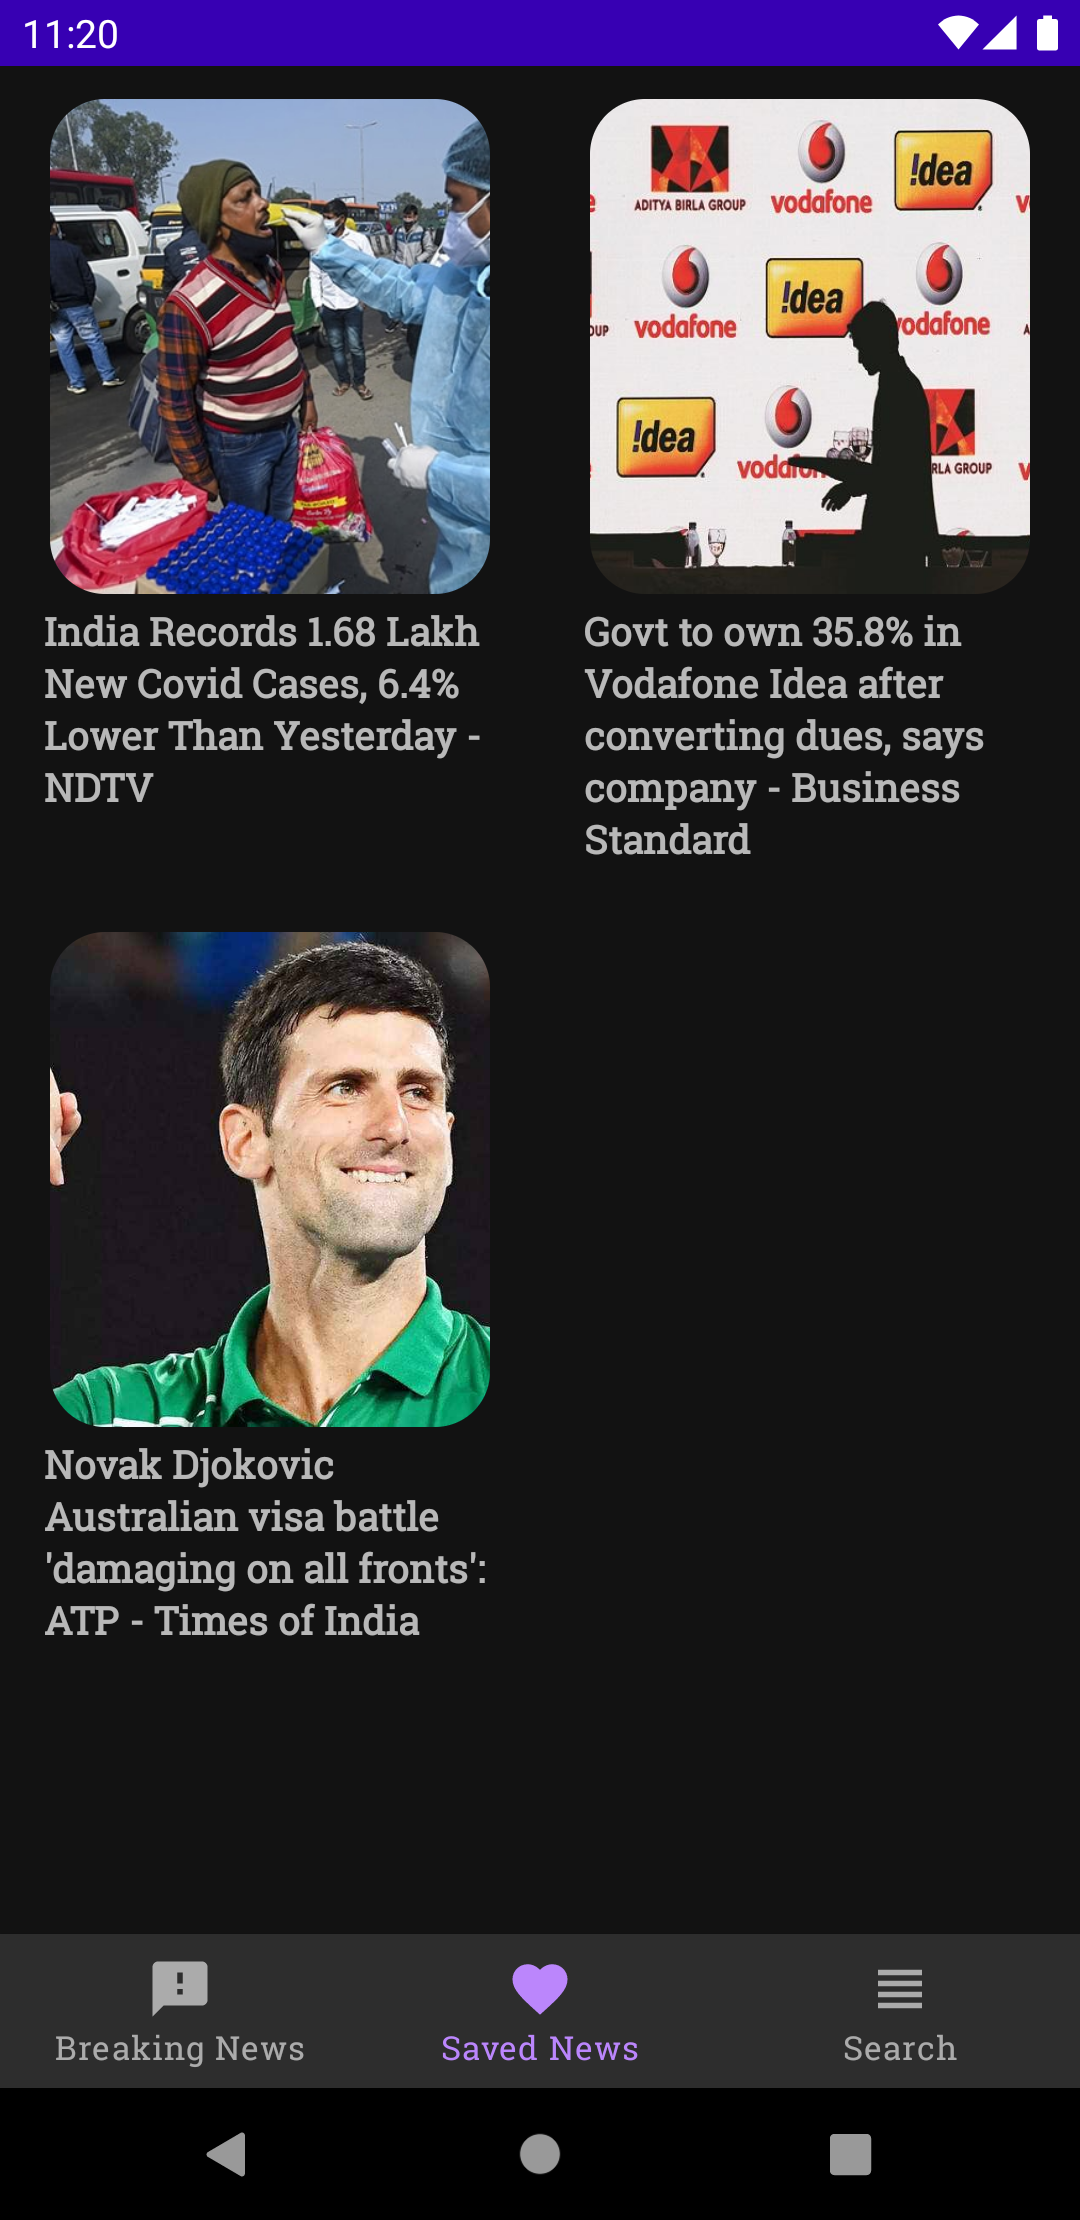 11:20
ADITYA BIRLA GROUP
vodafone
!dea
vodafone
!dea
vodafone
!dea
India Records 1.68 Lakh
New Covid Cases, 6.4%
Lower Than Yesterday -
NDTV
Govt to own 35.8% in
Vodafone Idea after
converting dues, says
company - Business
Standard
Novak Djokovic
Australian visa battle
'damaging on all fronts':
ATP - Times of India
Breaking News
Saved News
Search